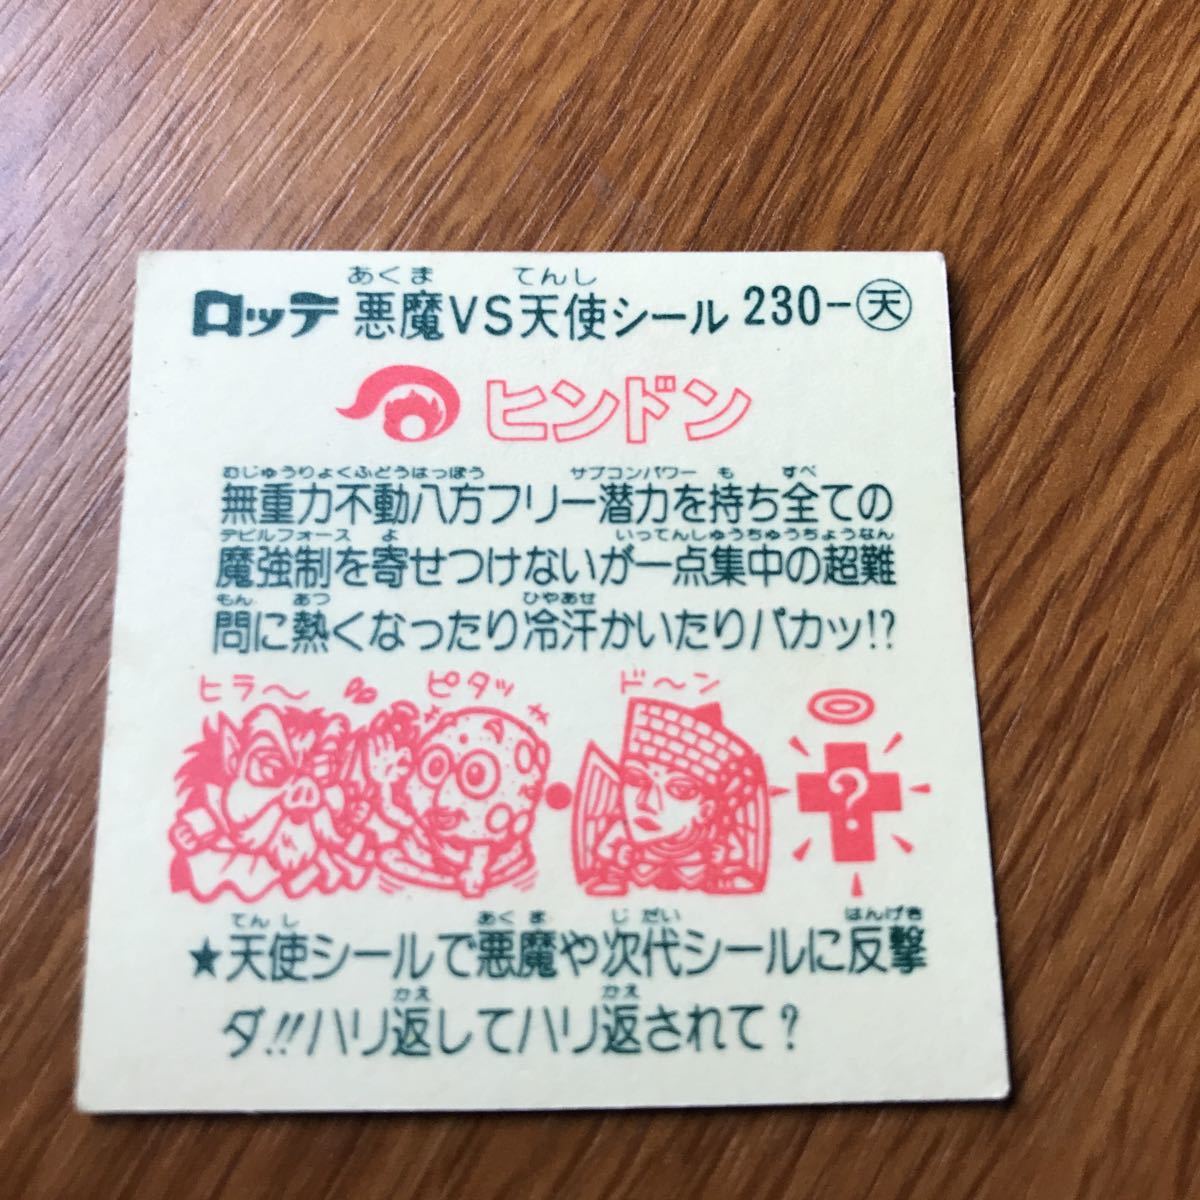 あくま てんし
ロッテ 悪魔VS天使シール 230-天
ヒンドン
むじゅうりょくふどうはっぽう サブコンパワー も すべ
無重力不動八方フリー潜力を持ち全ての
デビルフォース よ いってんしゅうちゅうちょうなん
魔強制を寄せつけないが一点集中の超難
もん あつ ひやあせ
問に熱くなったり冷汗かいたりパカッ!?
ヒラ〜 ピタッ ド〜ン
?
てんし あくま じだい はんげき
★天使シールで悪魔や次代シールに反撃
かえ かえ
ダ!!ハリ返してハリ返されて?